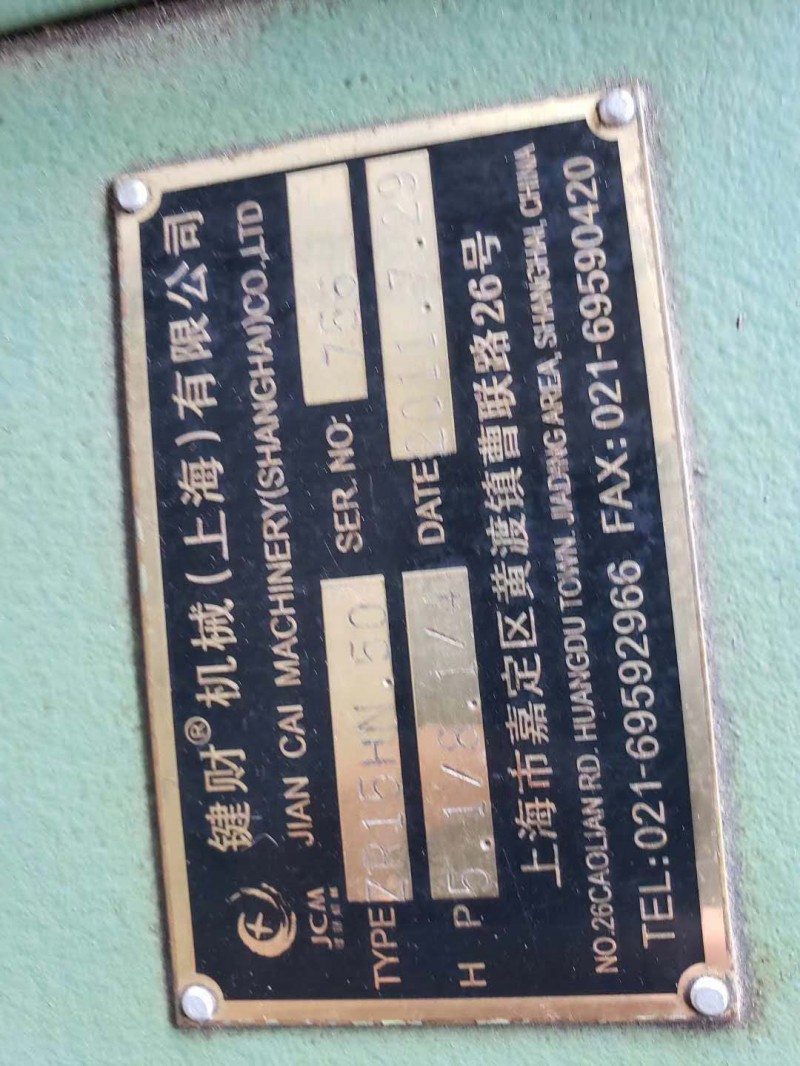 键财® 机械(上海)有限公司
JIAN CAI MACHINERY(SHANGHAI)CO.,LTD
JCM
TYPE ZR15HN.50 SER.NO:
H P 5.1/8.1/4 DATE 2011.7.29
上海市嘉定区黄渡镇曹联路26号
NO.26CAOLIAN RD. HUANGDU TOWN. JIADING AREA, SHANGHAI, CHINA
TEL:021-69592966 FAX:021-69590420